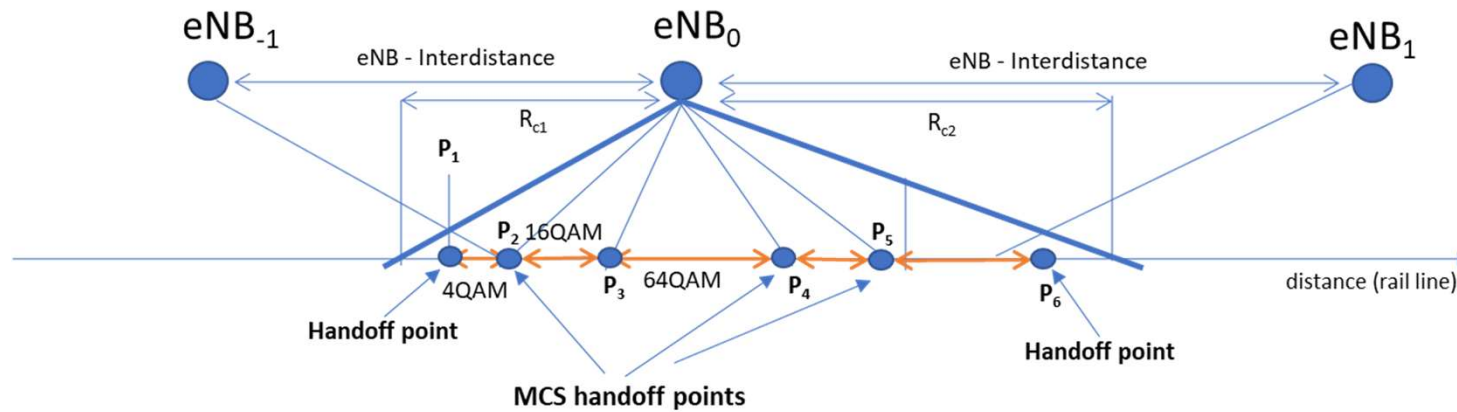 eNB-1
eNB0
eNB1
eNB - Interdistance
eNB - Interdistance
Rc1
Rc2
P1
P2
16QAM
P5
4QAM
P3
64QAM
P4
P6
distance (rail line)
Handoff point
Handoff point
MCS handoff points